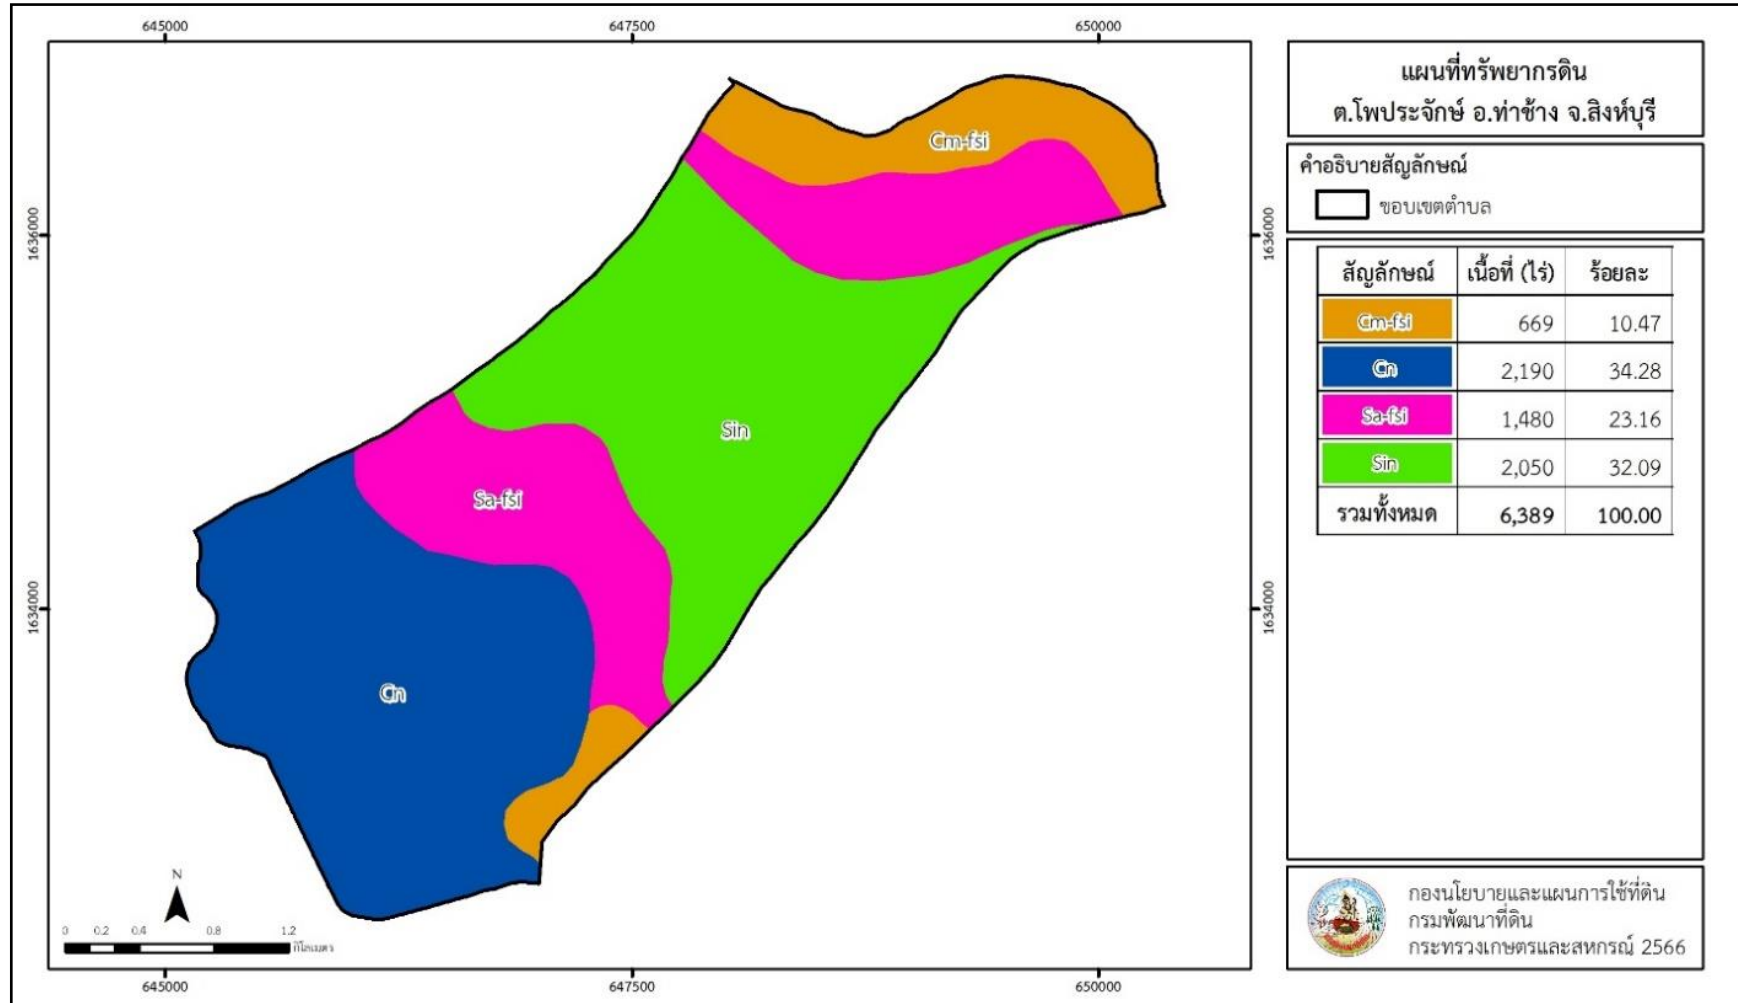 645000 647500 650000
แผนที่ทรัพยากรดิน
ต.โพประจักษ์ อ.ท่าช้าง จ.สิงห์บุรี
คำอธิบายสัญลักษณ์
ขอบเขตตำบล
สัญลักษณ์ เนื้อที่ (ไร่) ร้อยละ
Cm-fsi 669 10.47
Cn 2,190 34.28
Sa-fsi 1,480 23.16
Sin 2,050 32.09
รวมทั้งหมด 6,389 100.00
1636000 1636000
1634000 1634000
Cm-fsi
Sin
Sa-fsi
Cn
N
0 0.2 0.4 0.8 1.2
กิโลเมตร
645000 647500 650000
กองนโยบายและแผนการใช้ที่ดิน
กรมพัฒนาที่ดิน
กระทรวงเกษตรและสหกรณ์ 2566